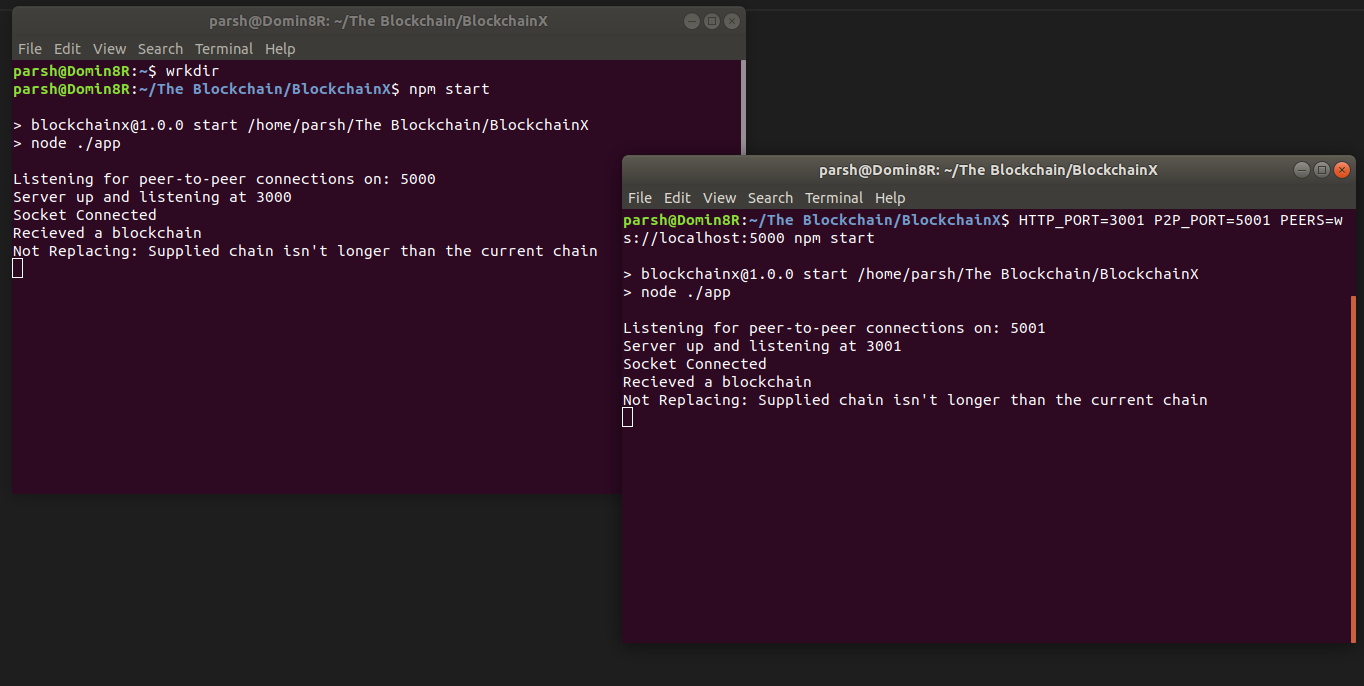 parsh@Domin8R: ~/The Blockchain/BlockchainX
File Edit View Search Terminal Help
parsh@Domin8R:~$ wrkdir
parsh@Domin8R:~/The Blockchain/BlockchainX$ npm start
> blockchainx@1.0.0 start /home/parsh/The Blockchain/BlockchainX
> node ./app
Listening for peer-to-peer connections on: 5000
Server up and listening at 3000
Socket Connected
Recieved a blockchain
Not Replacing: Supplied chain isn't longer than the current chain
parsh@Domin8R: ~/The Blockchain/BlockchainX
File Edit View Search Terminal Help
parsh@Domin8R:~/The Blockchain/BlockchainX$ HTTP_PORT=3001 P2P_PORT=5001 PEERS=w
s://localhost:5000 npm start
> blockchainx@1.0.0 start /home/parsh/The Blockchain/BlockchainX
> node ./app
Listening for peer-to-peer connections on: 5001
Server up and listening at 3001
Socket Connected
Recieved a blockchain
Not Replacing: Supplied chain isn't longer than the current chain